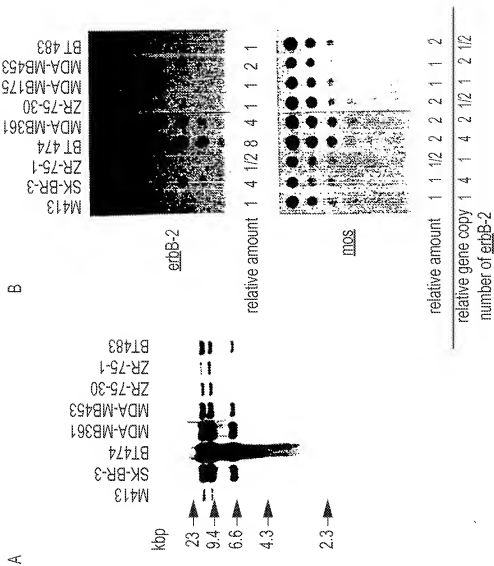 A
M413
SK-BR-3
BT474
MDA-MB361
MDA-MB453
ZR-75-30
ZR-75-1
BT483
kbp
23
9.4
6.6
4.3
2.3
B
M413
SK-BR-3
ZR-75-1
BT 474
MDA-MB361
ZR-75-30
MDA-MB175
MDA-MB453
BT 483
erbB-2
relative amount 1 4 1/2 8 4 1 1 2 1
mos
relative amount 1 1 1/2 2 2 2 1 1 2
relative gene copy 1 4 1 4 2 1/2 1 2 1/2
number of erbB-2